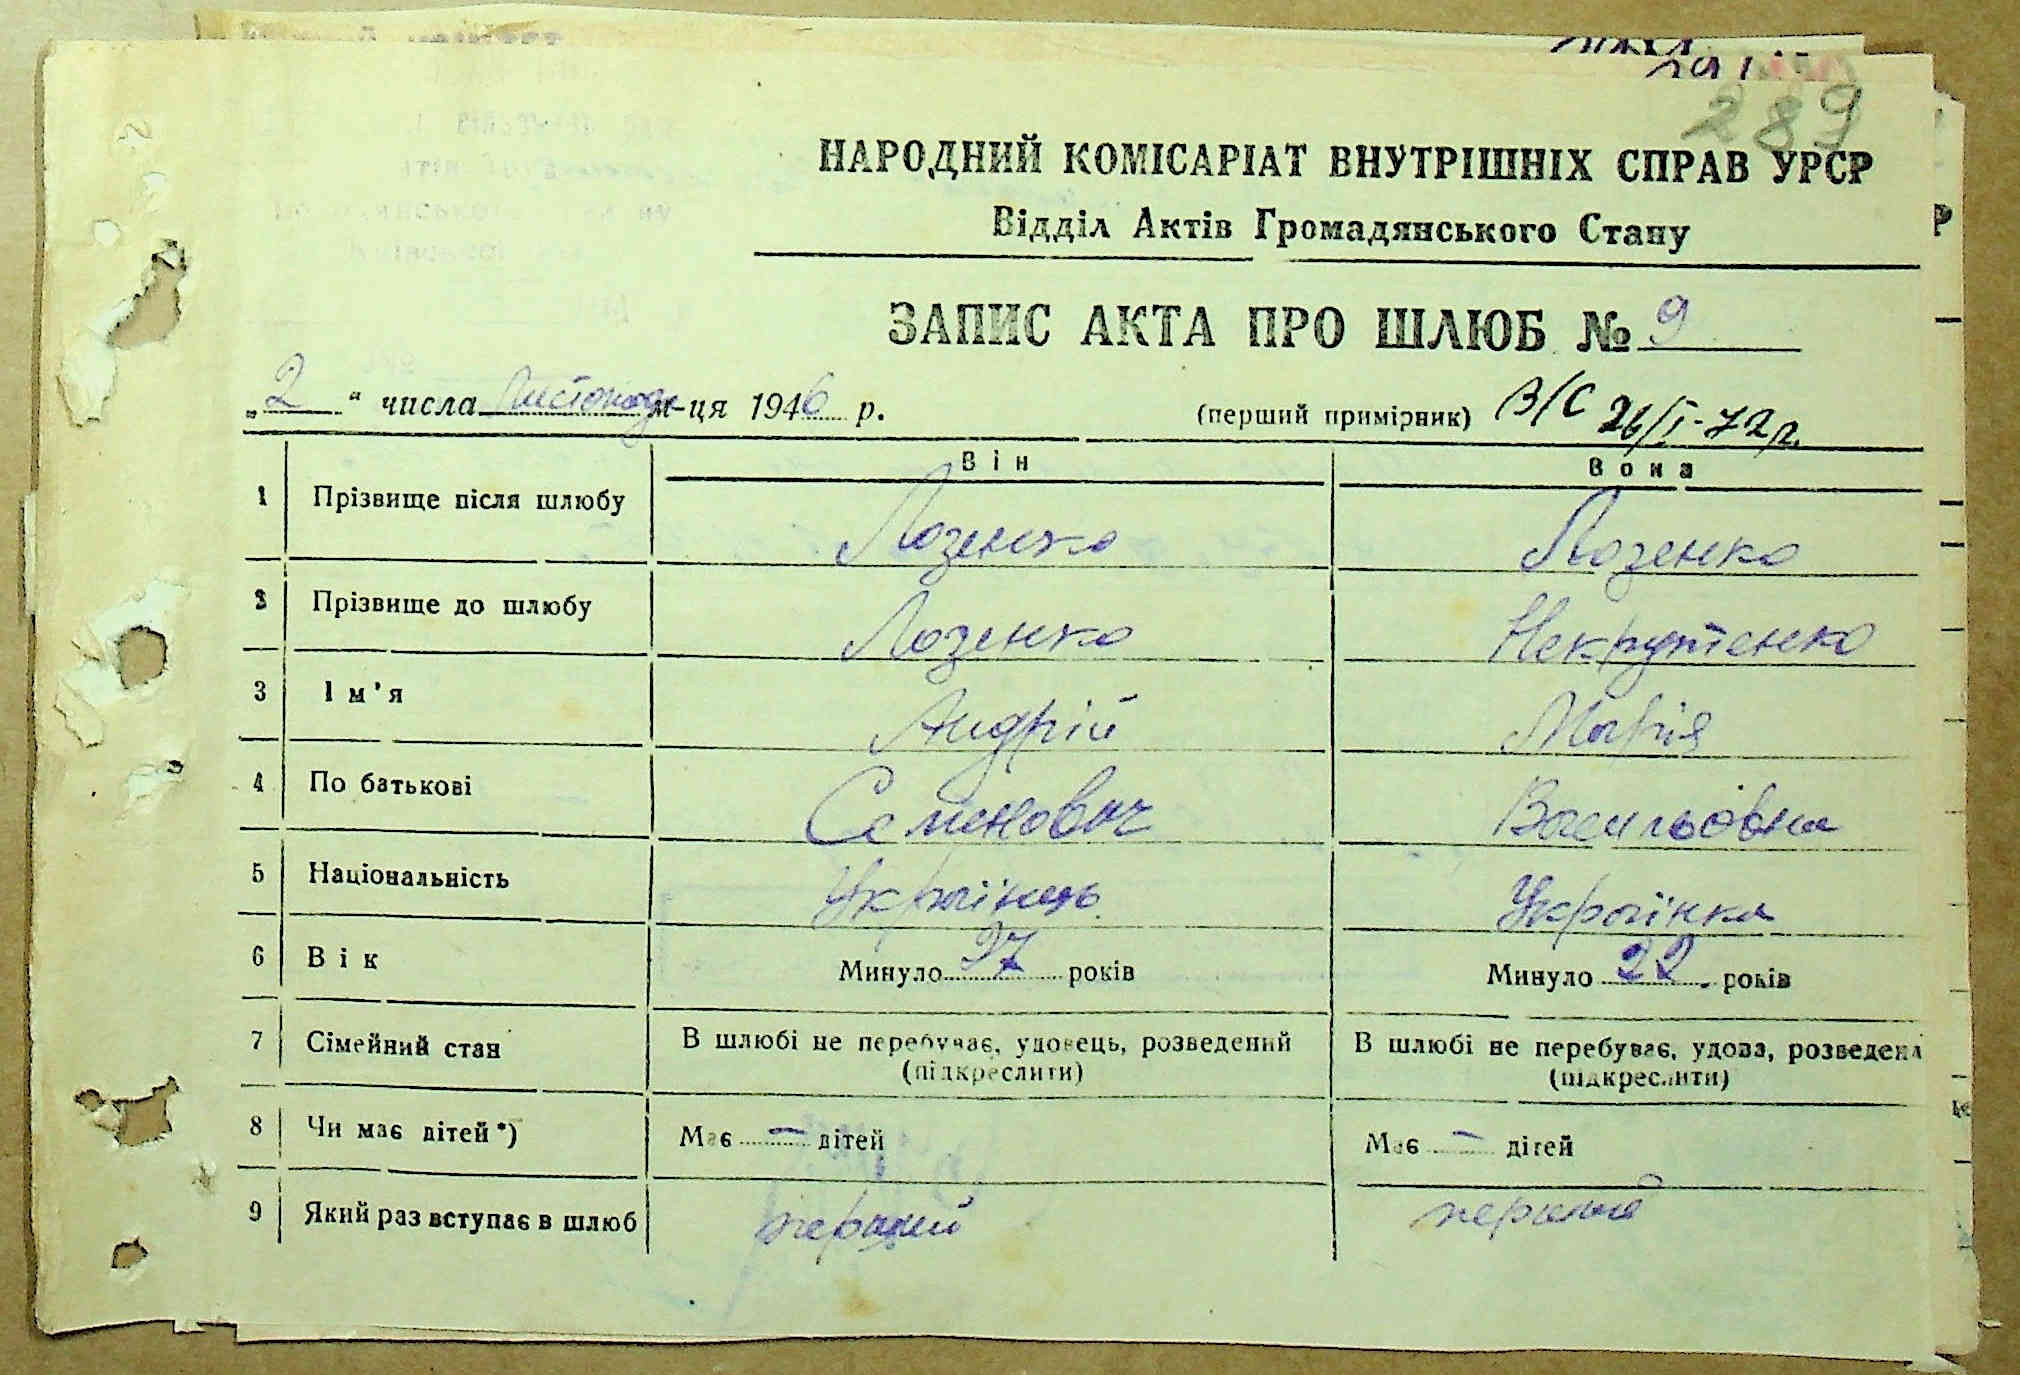 289
НАРОДНИЙ КОМІСАРІАТ ВНУТРІШНІХ СПРАВ УРСР
Відділ Актів Громадянського Стану
ЗАПИС АКТА ПРО ШЛЮБ № 9
„2“ числа Листопада м-ця 1946 р. (перший примірник) В/С 26/I-72 р.
Він Вона
1 Прізвище після шлюбу Лозенко Лозенко
2 Прізвище до шлюбу Лозенко Некрутенко
3 Ім'я Андрій Марія
4 По батькові Семенович Васильовна
5 Національність Українець Українка
6 Вік Минуло 27 років Минуло 22 років
7 Сімейний стан В шлюбі не перебуває, удовець, розведений В шлюбі не перебуває, удова, розведена
(підкреслити) (підкреслити)
8 Чи має дітей*) Має — дітей Має — дітей
9 Який раз вступає в шлюб перший перший